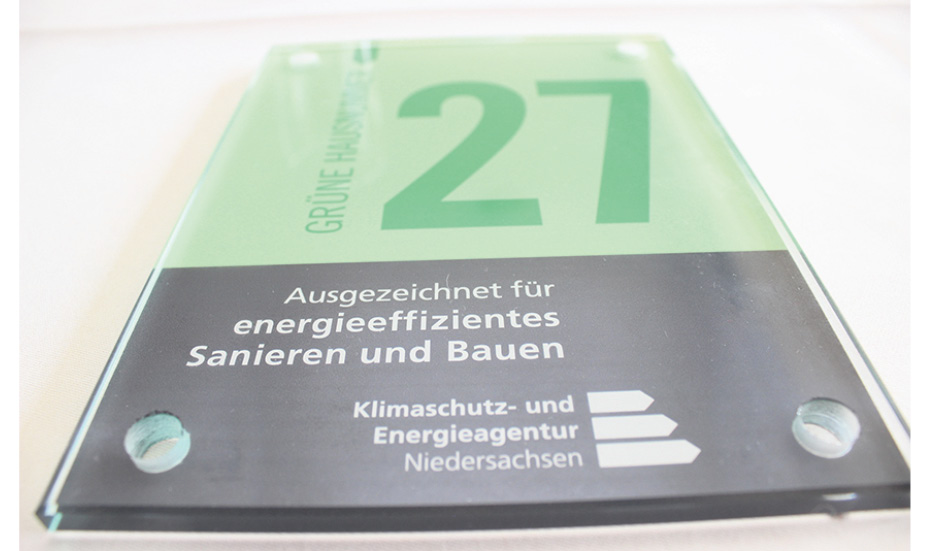 GRÜNE HAUSNUMMER
27
Ausgezeichnet für
energieeffizientes
Sanieren und Bauen
Klimaschutz- und
Energieagentur
Niedersachsen